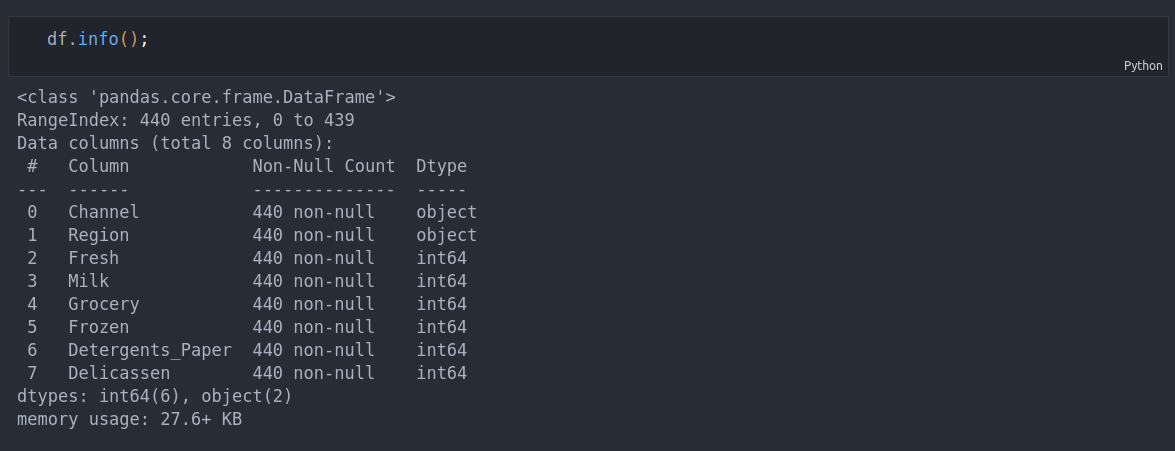 df.info();
Python
<class 'pandas.core.frame.DataFrame'>
RangeIndex: 440 entries, 0 to 439
Data columns (total 8 columns):
 #   Column            Non-Null Count  Dtype
---  ------            --------------  -----
 0   Channel           440 non-null    object
 1   Region            440 non-null    object
 2   Fresh             440 non-null    int64
 3   Milk              440 non-null    int64
 4   Grocery           440 non-null    int64
 5   Frozen            440 non-null    int64
 6   Detergents_Paper  440 non-null    int64
 7   Delicassen        440 non-null    int64
dtypes: int64(6), object(2)
memory usage: 27.6+ KB